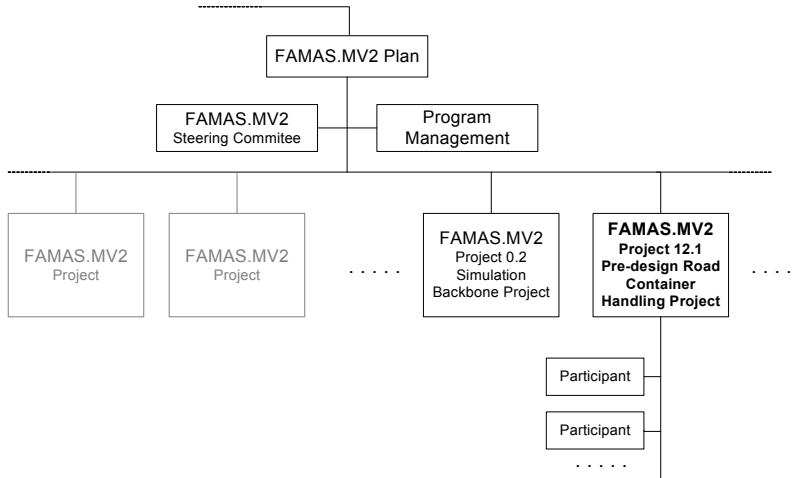 FAMAS.MV2 Plan
FAMAS.MV2
Steering Commitee
Program
Management
FAMAS.MV2
Project
FAMAS.MV2
Project
. . . . .
FAMAS.MV2
Project 0.2
Simulation
Backbone Project
FAMAS.MV2
Project 12.1
Pre-design Road
Container
Handling Project
. . . .
Participant
Participant
. . . . .